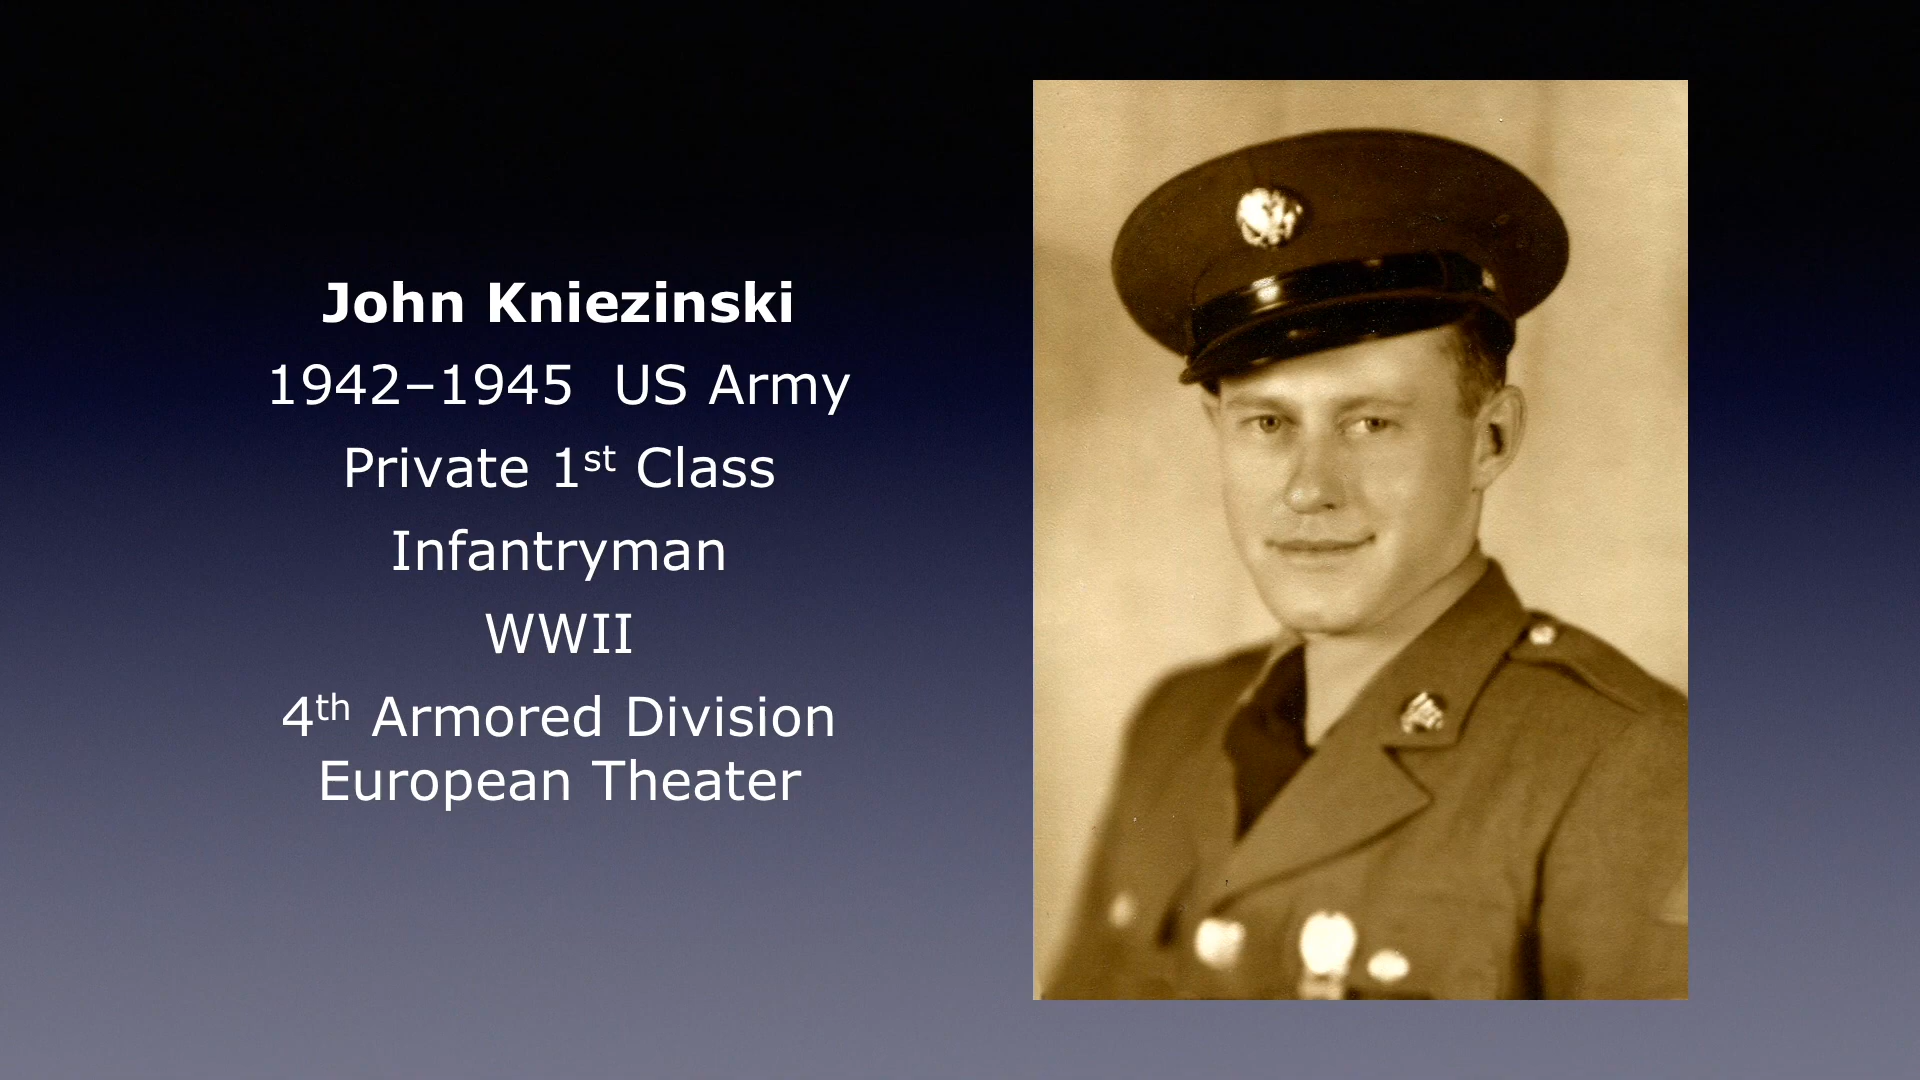 John Kniezinski
1942–1945  US Army
Private 1st Class
Infantryman
WWII
4th Armored Division
European Theater